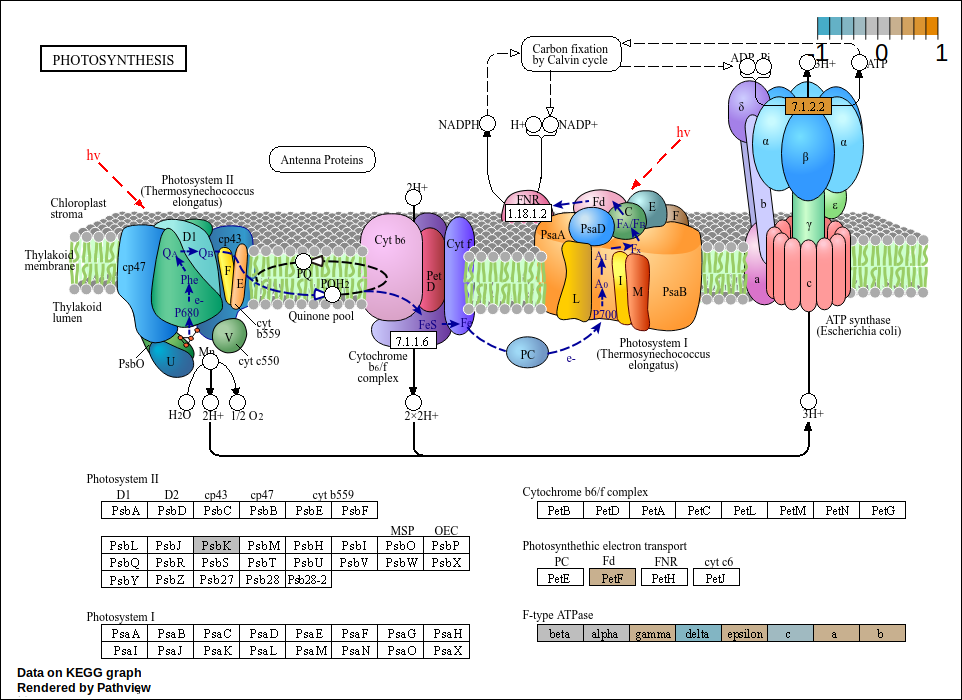 PHOTOSYNTHESIS
-1 0 1
Carbon fixation
by Calvin cycle
ADP Pi 3H+ ATP
NADPH H+ NADP+
7.1.2.2
δ α β α
hv
hv
Antenna Proteins
Photosystem II
(Thermosynechococcus
elongatus)
2H+
Chloroplast
stroma
FNR
1.18.1.2
Fd
C E F
FA/FB
b ε
D1 cp43
Cyt b6 Cyt f
PsaA PsaD
γ
Thylakoid
membrane
cp47
QA QB
F E
PQ
PQH2
Pet
D
Fx
A1
A0
L I M PsaB
a c
Phe
e-
P680
Thylakoid
lumen
Quinone pool
FeS Fe
P700
cyt
b559
ATP synthase
(Escherichia coli)
V
7.1.1.6
Photosystem I
(Thermosynechococcus
elongatus)
PsbO U Mn cyt c550
Cytochrome
b6/f
complex
PC e-
H2O 2H+ 1/2 O2
2×2H+
3H+
Photosystem II
D1 D2 cp43 cp47 cyt b559
PsbA PsbD PsbC PsbB PsbE PsbF
MSP OEC
PsbL PsbJ PsbK PsbM PsbH PsbI PsbO PsbP
PsbQ PsbR PsbS PsbT PsbU PsbV PsbW PsbX
PsbY PsbZ Psb27 Psb28 Psb28-2
Photosystem I
PsaA PsaB PsaC PsaD PsaE PsaF PsaG PsaH
PsaI PsaJ PsaK PsaL PsaM PsaN PsaO PsaX
Cytochrome b6/f complex
PetB PetD PetA PetC PetL PetM PetN PetG
Photosynthethic electron transport
PC Fd FNR cyt c6
PetE PetF PetH PetJ
F-type ATPase
beta alpha gamma delta epsilon c a b
Data on KEGG graph
Rendered by Pathview